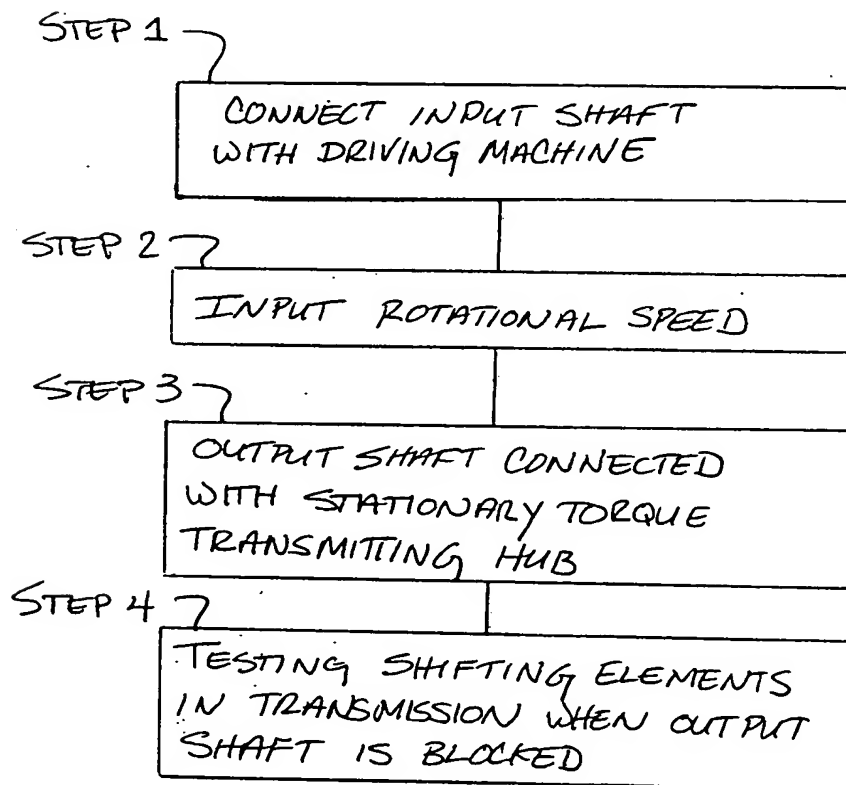 STEP 1
CONNECT INPUT SHAFT
WITH DRIVING MACHINE
STEP 2
INPUT ROTATIONAL SPEED
STEP 3
OUTPUT SHAFT CONNECTED
WITH STATIONARY TORQUE
TRANSMITTING HUB
STEP 4
TESTING SHIFTING ELEMENTS
IN TRANSMISSION WHEN OUTPUT
SHAFT IS BLOCKED